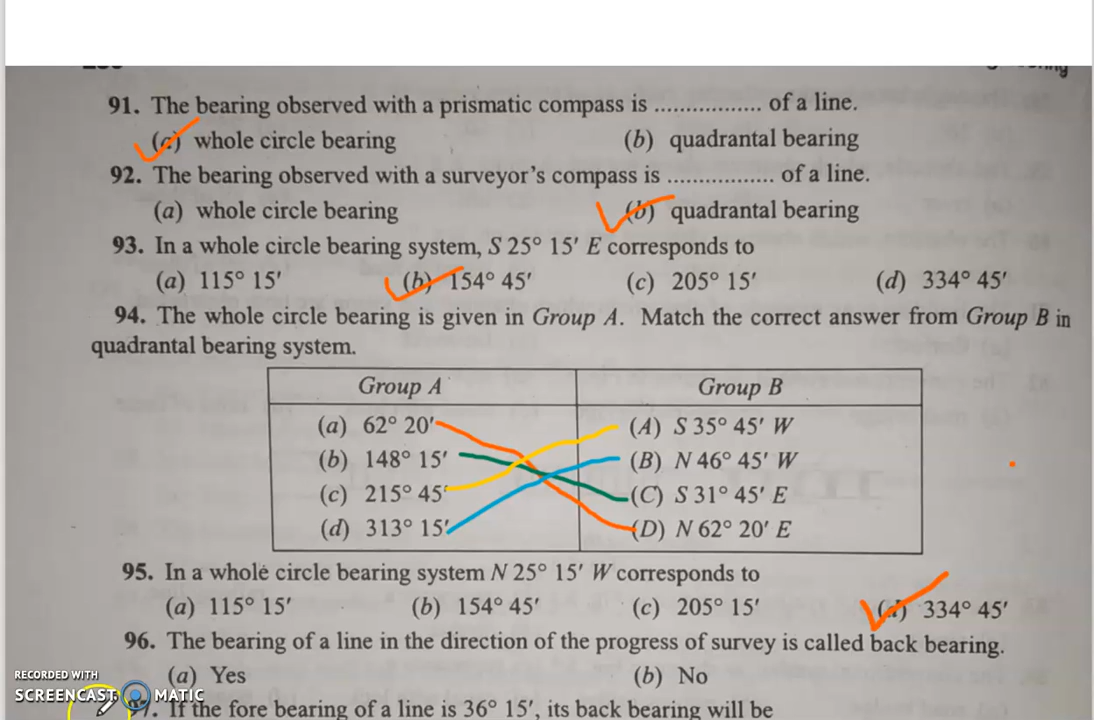 91. The bearing observed with a prismatic compass is ................. of a line.
(a) whole circle bearing (b) quadrantal bearing
92. The bearing observed with a surveyor's compass is ................. of a line.
(a) whole circle bearing (b) quadrantal bearing
93. In a whole circle bearing system, S 25° 15′ E corresponds to
(a) 115° 15′ (b) 154° 45′ (c) 205° 15′ (d) 334° 45′
94. The whole circle bearing is given in Group A. Match the correct answer from Group B in
quadrantal bearing system.
Group A Group B
(a) 62° 20′ (A) S 35° 45′ W
(b) 148° 15′ (B) N 46° 45′ W
(c) 215° 45′ (C) S 31° 45′ E
(d) 313° 15′ (D) N 62° 20′ E
95. In a whole circle bearing system N 25° 15′ W corresponds to
(a) 115° 15′ (b) 154° 45′ (c) 205° 15′ (d) 334° 45′
96. The bearing of a line in the direction of the progress of survey is called back bearing.
(a) Yes (b) No
97. If the fore bearing of a line is 36° 15′, its back bearing will be
RECORDED WITH
SCREENCAST MATIC